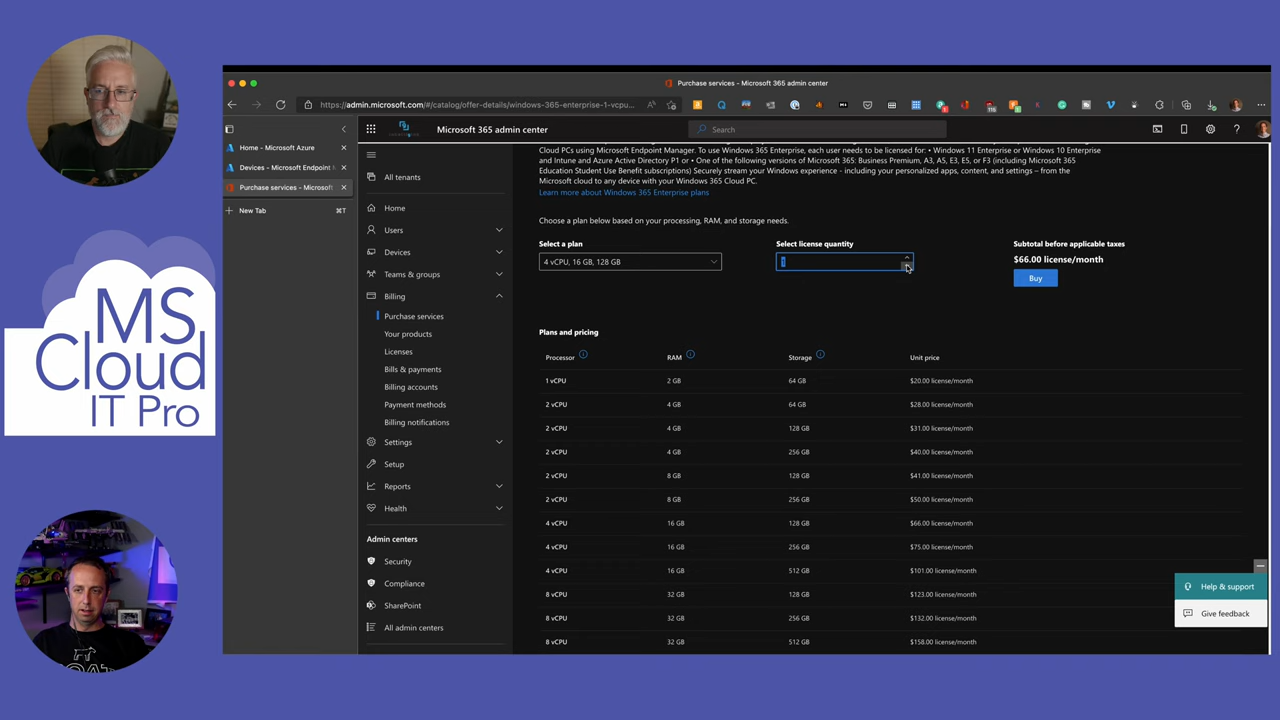 MS
Cloud
IT Pro
Purchase services - Microsoft 365 admin center
https://admin.microsoft.com/#/catalog/offer-details/windows-365-enterprise-1-vcpu...
Home - Microsoft Azure
Devices - Microsoft Endpoint M
Purchase services - Microsoft
New Tab
⌘T
Microsoft 365 admin center
Search
All tenants
Home
Users
Devices
Teams & groups
Billing
Purchase services
Your products
Licenses
Bills & payments
Billing accounts
Payment methods
Billing notifications
Settings
Setup
Reports
Health
Admin centers
Security
Compliance
SharePoint
All admin centers
Cloud PCs using Microsoft Endpoint Manager. To use Windows 365 Enterprise, each user needs to be licensed for: • Windows 11 Enterprise or Windows 10 Enterprise
and Intune and Azure Active Directory P1 or • One of the following versions of Microsoft 365: Business Premium, A3, A5, E3, E5, or F3 (including Microsoft 365
Education Student Use Benefit subscriptions) Securely stream your Windows experience - including your personalized apps, content, and settings – from the
Microsoft cloud to any device with your Windows 365 Cloud PC.
Learn more about Windows 365 Enterprise plans
Choose a plan below based on your processing, RAM, and storage needs.
Select a plan
4 vCPU, 16 GB, 128 GB
Select license quantity
1
Subtotal before applicable taxes
$66.00 license/month
Buy
Plans and pricing
Processor RAM Storage Unit price
1 vCPU 2 GB 64 GB $20.00 license/month
2 vCPU 4 GB 64 GB $28.00 license/month
2 vCPU 4 GB 128 GB $31.00 license/month
2 vCPU 4 GB 256 GB $40.00 license/month
2 vCPU 8 GB 128 GB $41.00 license/month
2 vCPU 8 GB 256 GB $50.00 license/month
4 vCPU 16 GB 128 GB $66.00 license/month
4 vCPU 16 GB 256 GB $75.00 license/month
4 vCPU 16 GB 512 GB $101.00 license/month
8 vCPU 32 GB 128 GB $123.00 license/month
8 vCPU 32 GB 256 GB $132.00 license/month
8 vCPU 32 GB 512 GB $158.00 license/month
Help & support
Give feedback